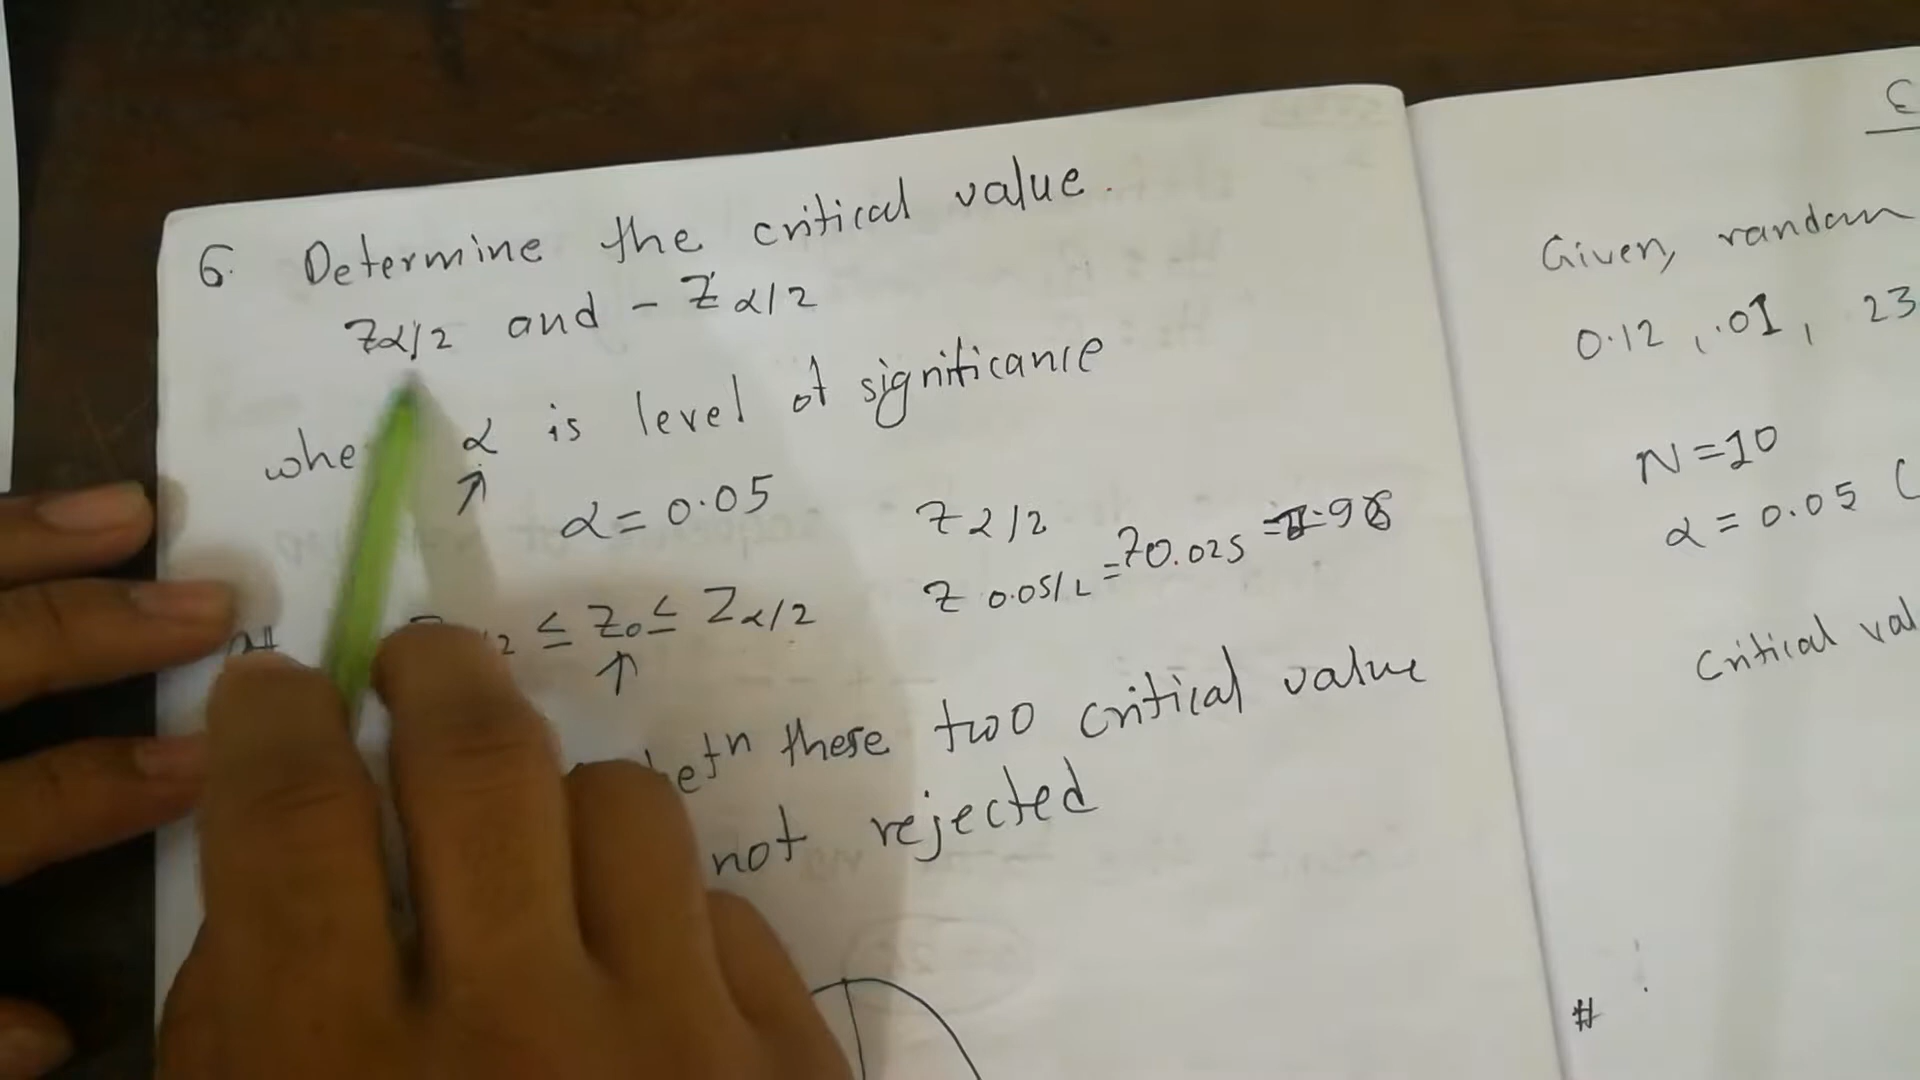 6. Determine the critical value.
Zα/2 and - Zα/2
α is level of significance
α = 0.05
Zα/2
Z 0.05/2 = Z0.025 = 1.96
/2 ≤ Z₀ ≤ Zα/2
betⁿ these two critical value
not rejected
Given, random
0.12, .01, 23
N = 10
α = 0.05 (
Critical val
#